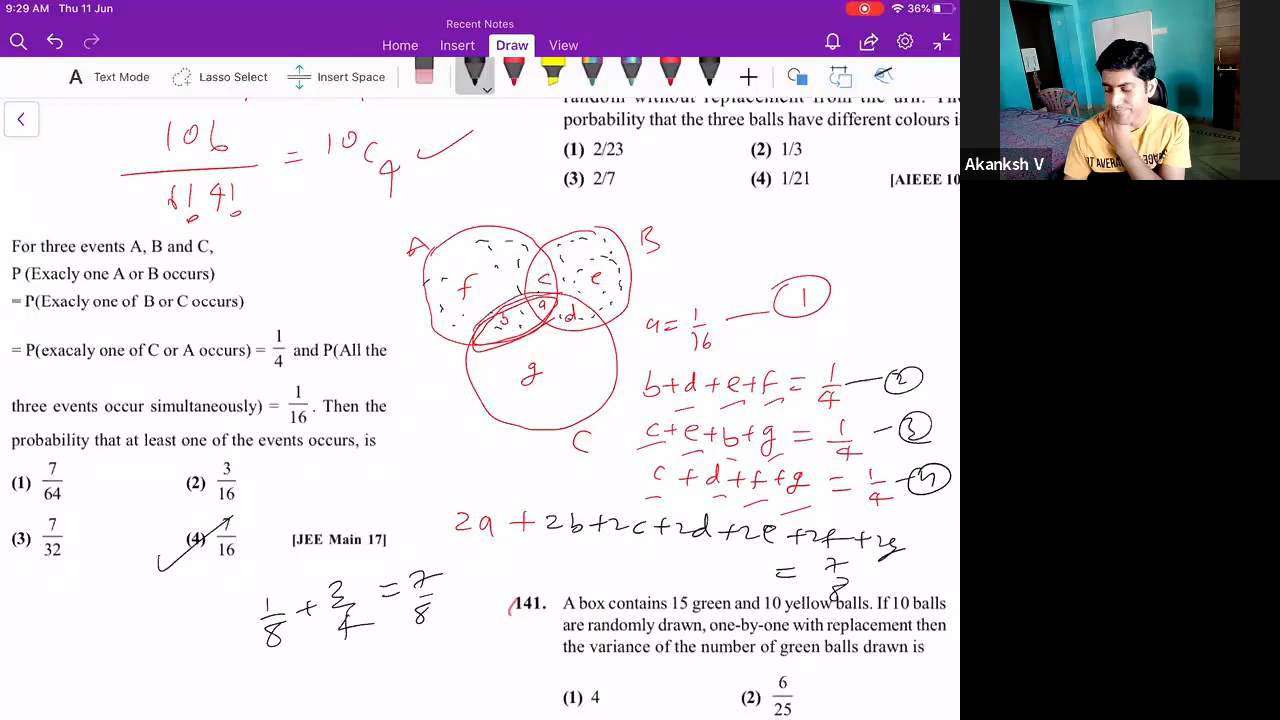 9:29 AM Thu 11 Jun
36%
Recent Notes
Home Insert Draw View
Text Mode Lasso Select Insert Space
random without replacement from the urn.
porbability that the three balls have different colours i
(1) 2/23 (2) 1/3
(3) 2/7 (4) 1/21 [AIEEE 10
= 10C4
6! 4!
For three events A, B and C,
P (Exacly one A or B occurs)
= P(Exacly one of B or C occurs)
= P(exacaly one of C or A occurs) = 1/4 and P(All the
three events occur simultaneously) = 1/16. Then the
probability that at least one of the events occurs, is
(1) 7/64 (2) 3/16
(3) 7/32 (4) 7/16 [JEE Main 17]
1/8 + 3/4 = 7/8
A B
f c e
b a d
g
C
a = 1/16 — 1
b+d+e+f = 1/4 — 2
c+e+b+g = 1/4 — 3
c+d+f+g = 1/4 — 4
2a + 2b+2c+2d+2e+2f+2g
= 7/8
141. A box contains 15 green and 10 yellow balls. If 10 balls
are randomly drawn, one-by-one with replacement then
the variance of the number of green balls drawn is
(1) 4 (2) 6/25
Akanksh V